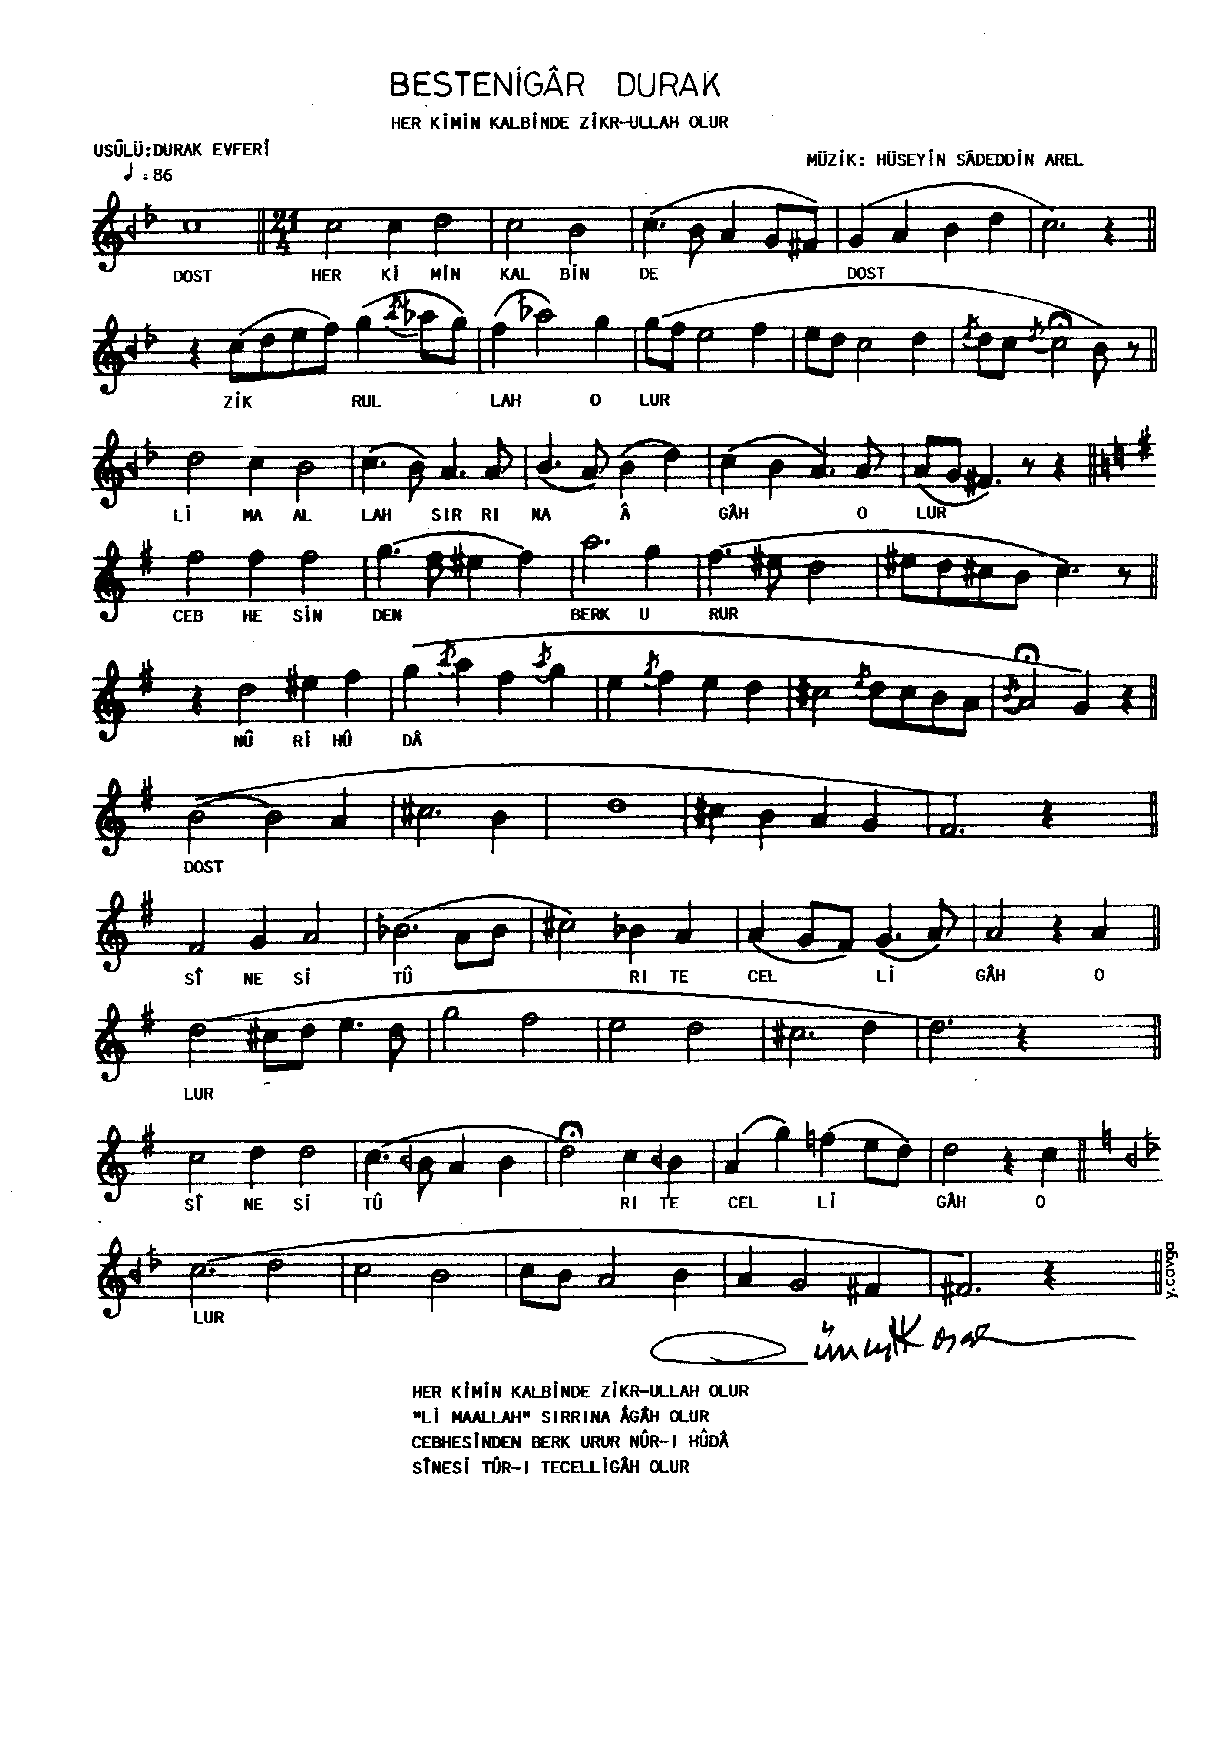 BESTENİGÂR DURAK
HER KİMİN KALBİNDE ZİKR-ULLAH OLUR
USÛLÜ:DURAK EVFERİ
♩ : 86
MÜZİK: HÜSEYİN SÂDEDDİN AREL
21
4
DOST HER Kİ MİN KAL BİN DE DOST
ZİK RUL LAH O LUR
Lİ MA AL LAH SIR RI NA Â GÂH O LUR
CEB HE SİN DEN BERK U RUR
NÛ Rİ HÛ DÂ
DOST
SÎ NE Sİ TÛ RI TE CEL Lİ GÂH O
LUR
SÎ NE Sİ TÛ RI TE CEL Lİ GÂH O
LUR
y.cavga
HER KİMİN KALBİNDE ZİKR-ULLAH OLUR
"Lİ MAALLAH" SIRRINA ÂGÂH OLUR
CEBHESİNDEN BERK URUR NÛR-I HÛDÂ
SÎNESİ TÛR-I TECELLİGÂH OLUR